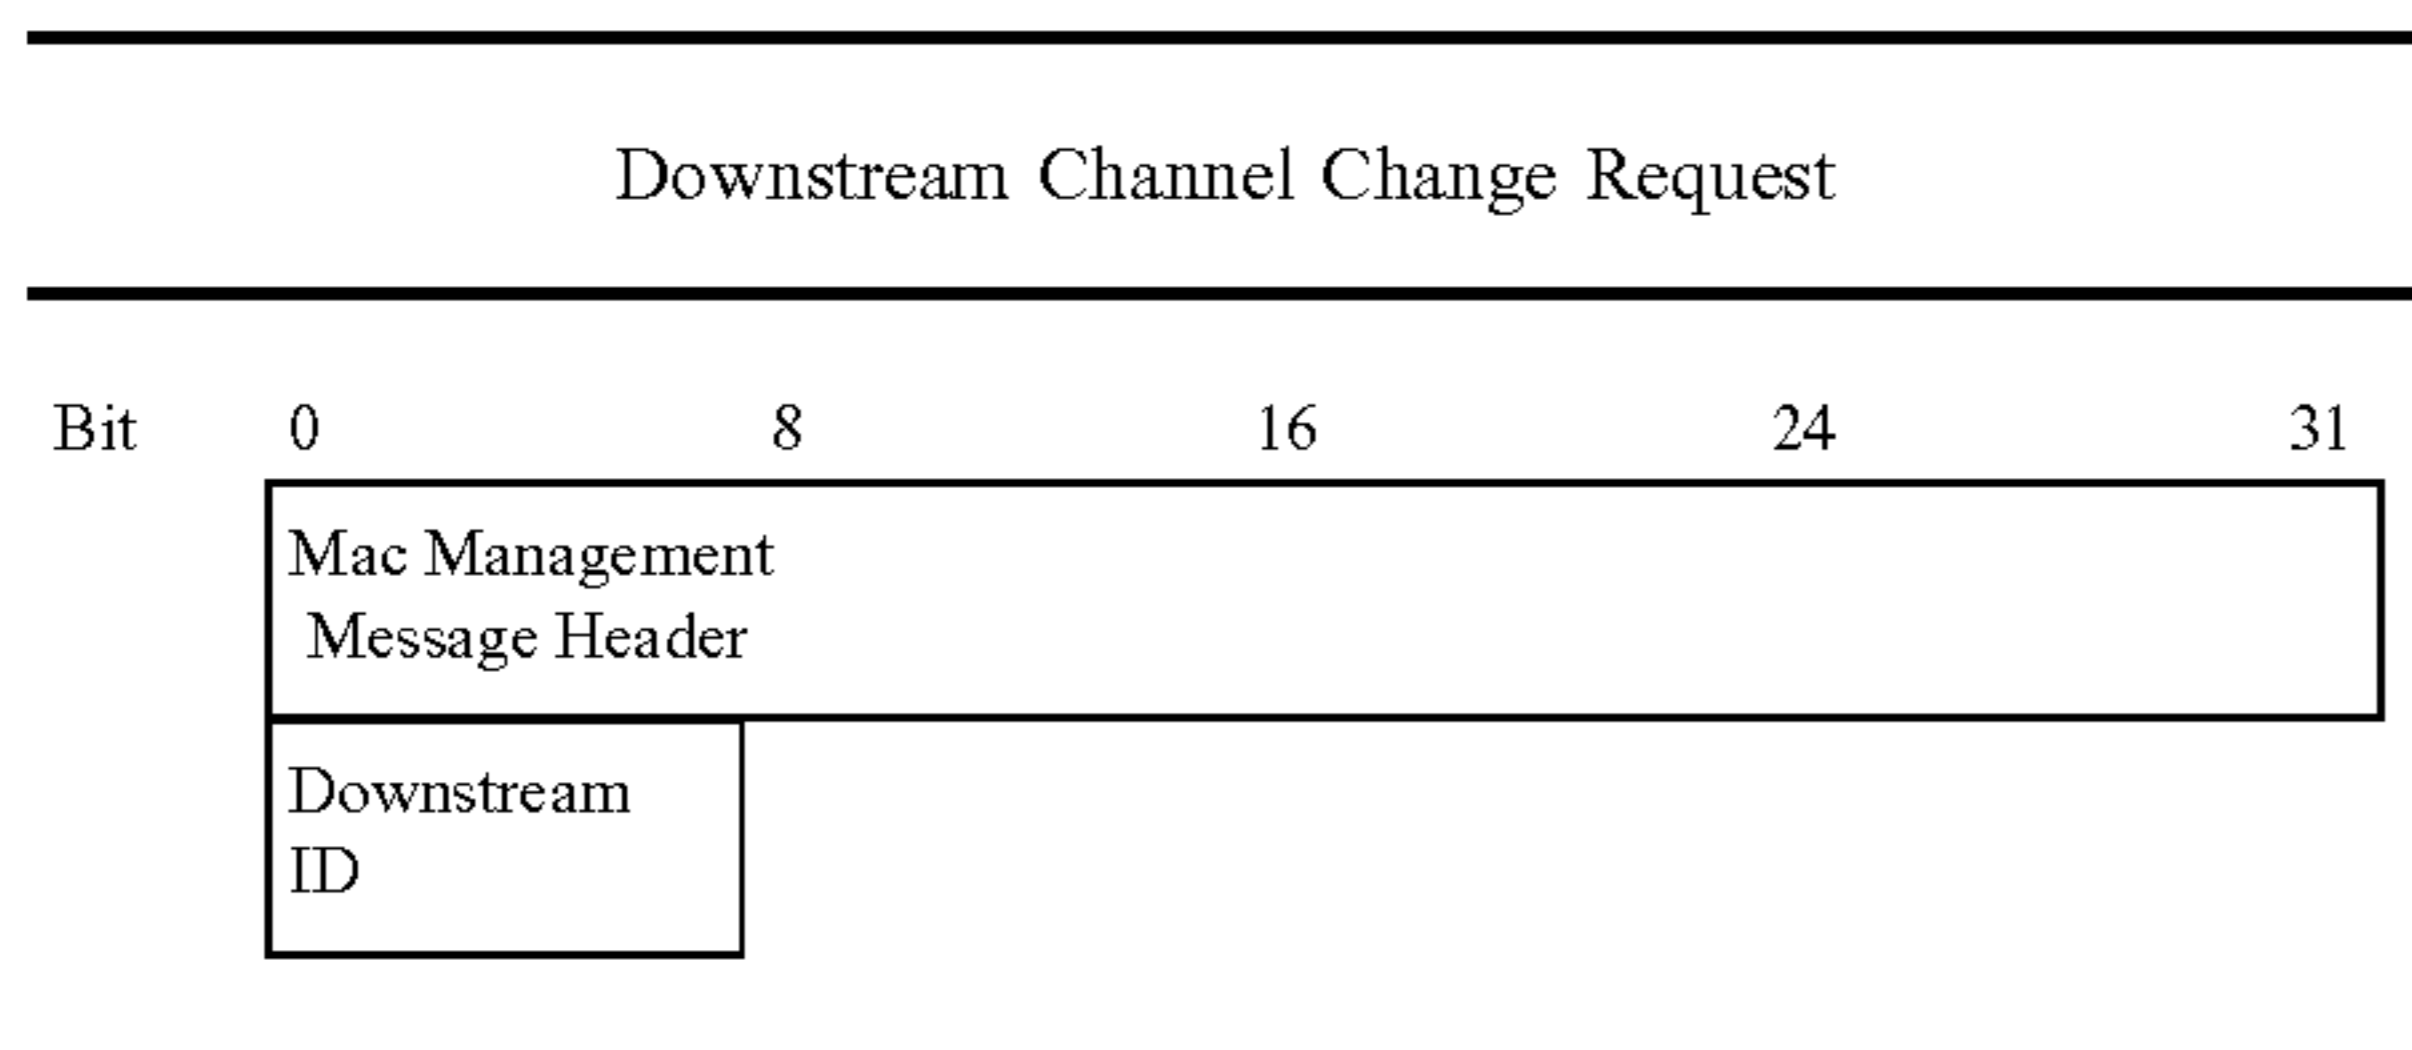 Downstream Channel Change Request
Bit 0 8 16 24 31
Mac Management
Message Header
Downstream
ID